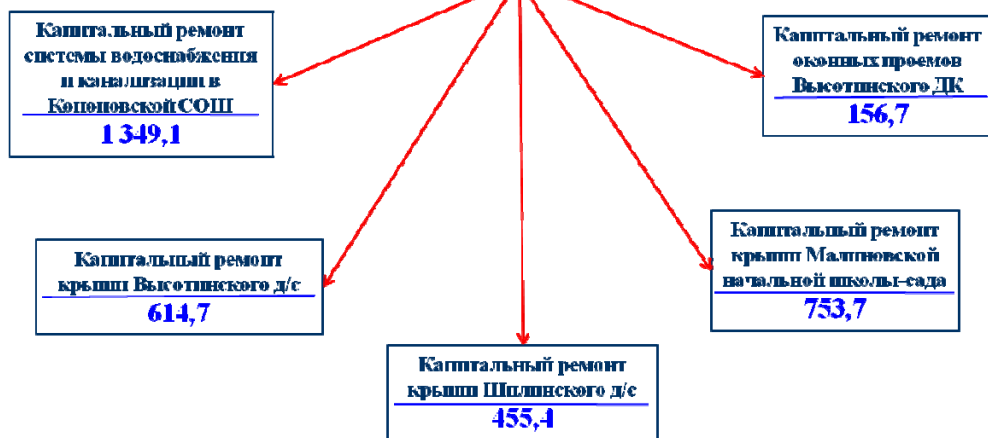 Капитальный ремонт
системы водоснабжения
и канализации в
Кононовской СОШ
1 349,1
Капитальный ремонт
оконных проемов
Высотинского ДК
156,7
Капитальный ремонт
крыши Высотинского д/с
614,7
Капитальный ремонт
крыши Малиновской
начальной школы-сада
753,7
Капитальный ремонт
крыши Шилинского д/с
455,4